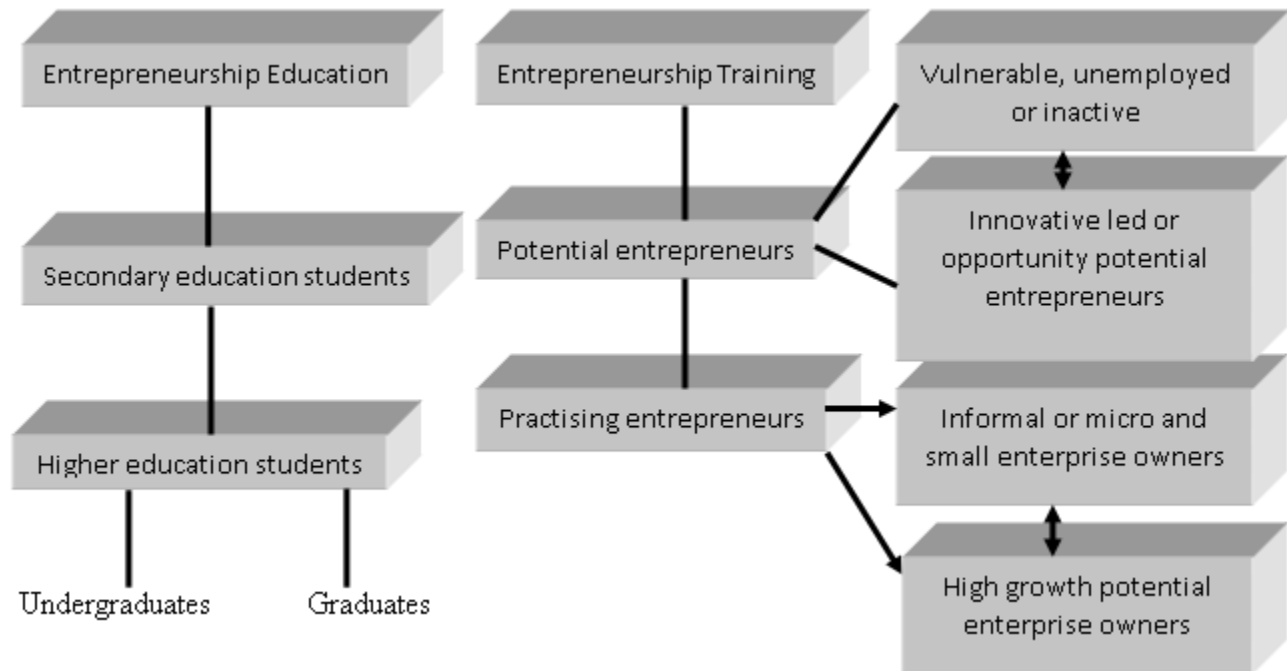 Entrepreneurship Education
Secondary education students
Higher education students
Undergraduates
Graduates
Entrepreneurship Training
Potential entrepreneurs
Practising entrepreneurs
Vulnerable, unemployed
or inactive
Innovative led or
opportunity potential
entrepreneurs
Informal or micro and
small enterprise owners
High growth potential
enterprise owners